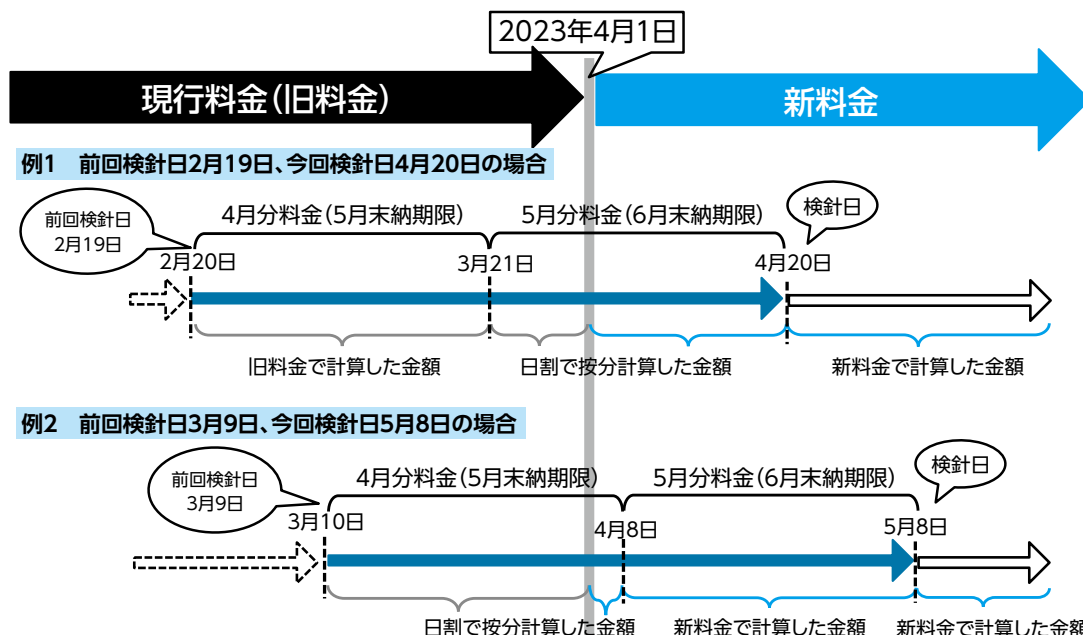 2023年4月1日
現行料金(旧料金)
新料金
例1 前回検針日2月19日、今回検針日4月20日の場合
前回検針日
2月19日
4月分料金(5月末納期限)
5月分料金(6月末納期限)
検針日
2月20日
3月21日
4月20日
旧料金で計算した金額
日割で按分計算した金額
新料金で計算した金額
例2 前回検針日3月9日、今回検針日5月8日の場合
前回検針日
3月9日
4月分料金(5月末納期限)
5月分料金(6月末納期限)
検針日
3月10日
4月8日
5月8日
日割で按分計算した金額
新料金で計算した金額
新料金で計算した金額